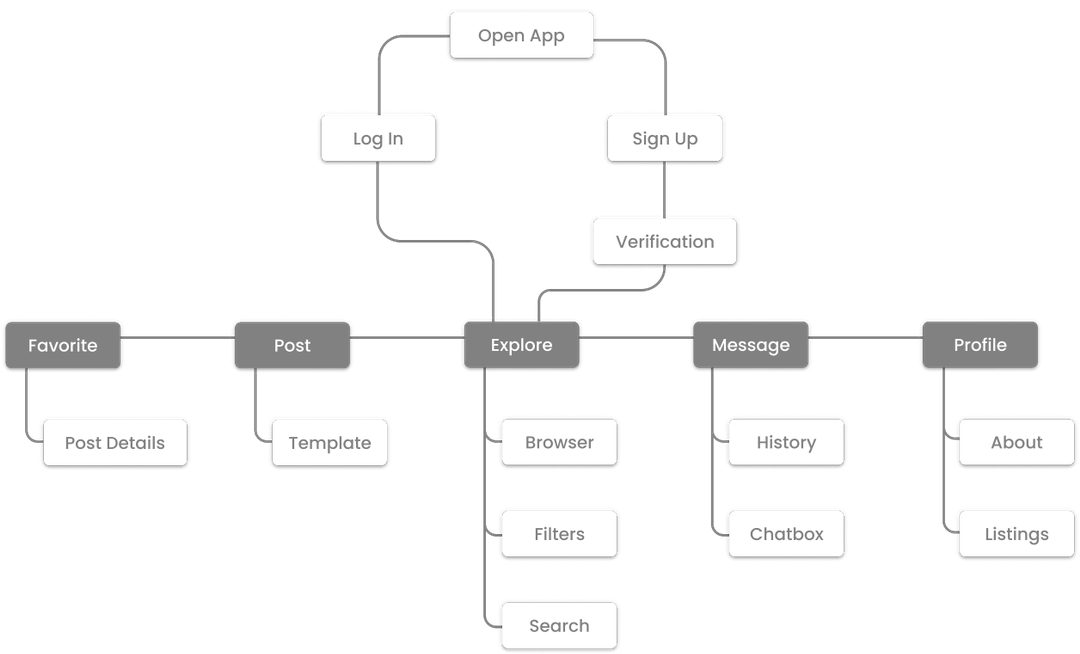 Open App
Log In
Sign Up
Verification
Favorite
Post
Explore
Message
Profile
Post Details
Template
Browser
History
About
Filters
Chatbox
Listings
Search